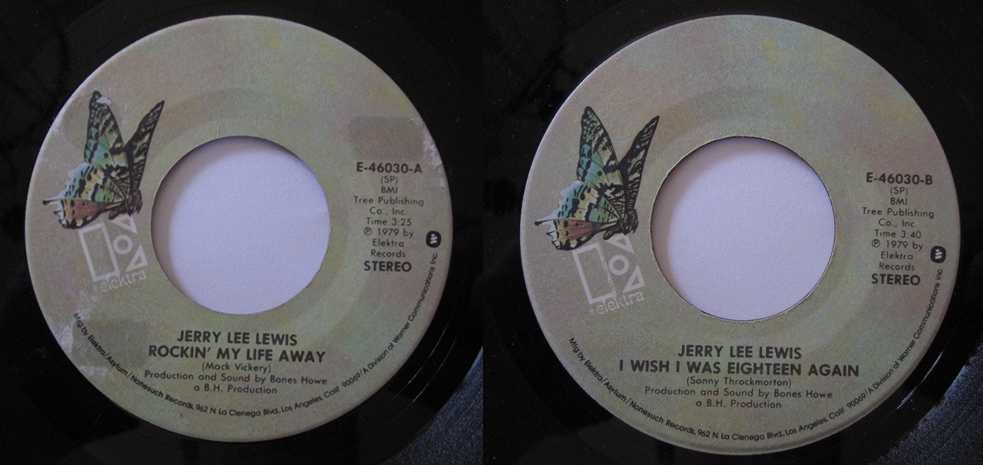 E-46030-A
(SP)
BMI
Tree Publishing
Co., Inc.
Time 3:25
℗ 1979 by
Elektra
Records
STEREO
elektra
JERRY LEE LEWIS
ROCKIN' MY LIFE AWAY
(Mack Vickery)
Production and Sound by Bones Howe
a B.H. Production
Mfg by Elektra/Asylum/Nonesuch Records, 962 N. La Cienega Blvd., Los Angeles, Calif. 90069/A Division of Warner Communications Inc. W
E-46030-B
(SP)
BMI
Tree Publishing
Co., Inc.
Time 3:40
℗ 1979 by
Elektra
Records
STEREO
elektra
JERRY LEE LEWIS
I WISH I WAS EIGHTEEN AGAIN
(Sonny Throckmorton)
Production and Sound by Bones Howe
a B.H. Production
Mfg by Elektra/Asylum/Nonesuch Records, 962 N. La Cienega Blvd., Los Angeles, Calif. 90069/A Division of Warner Communications Inc. W